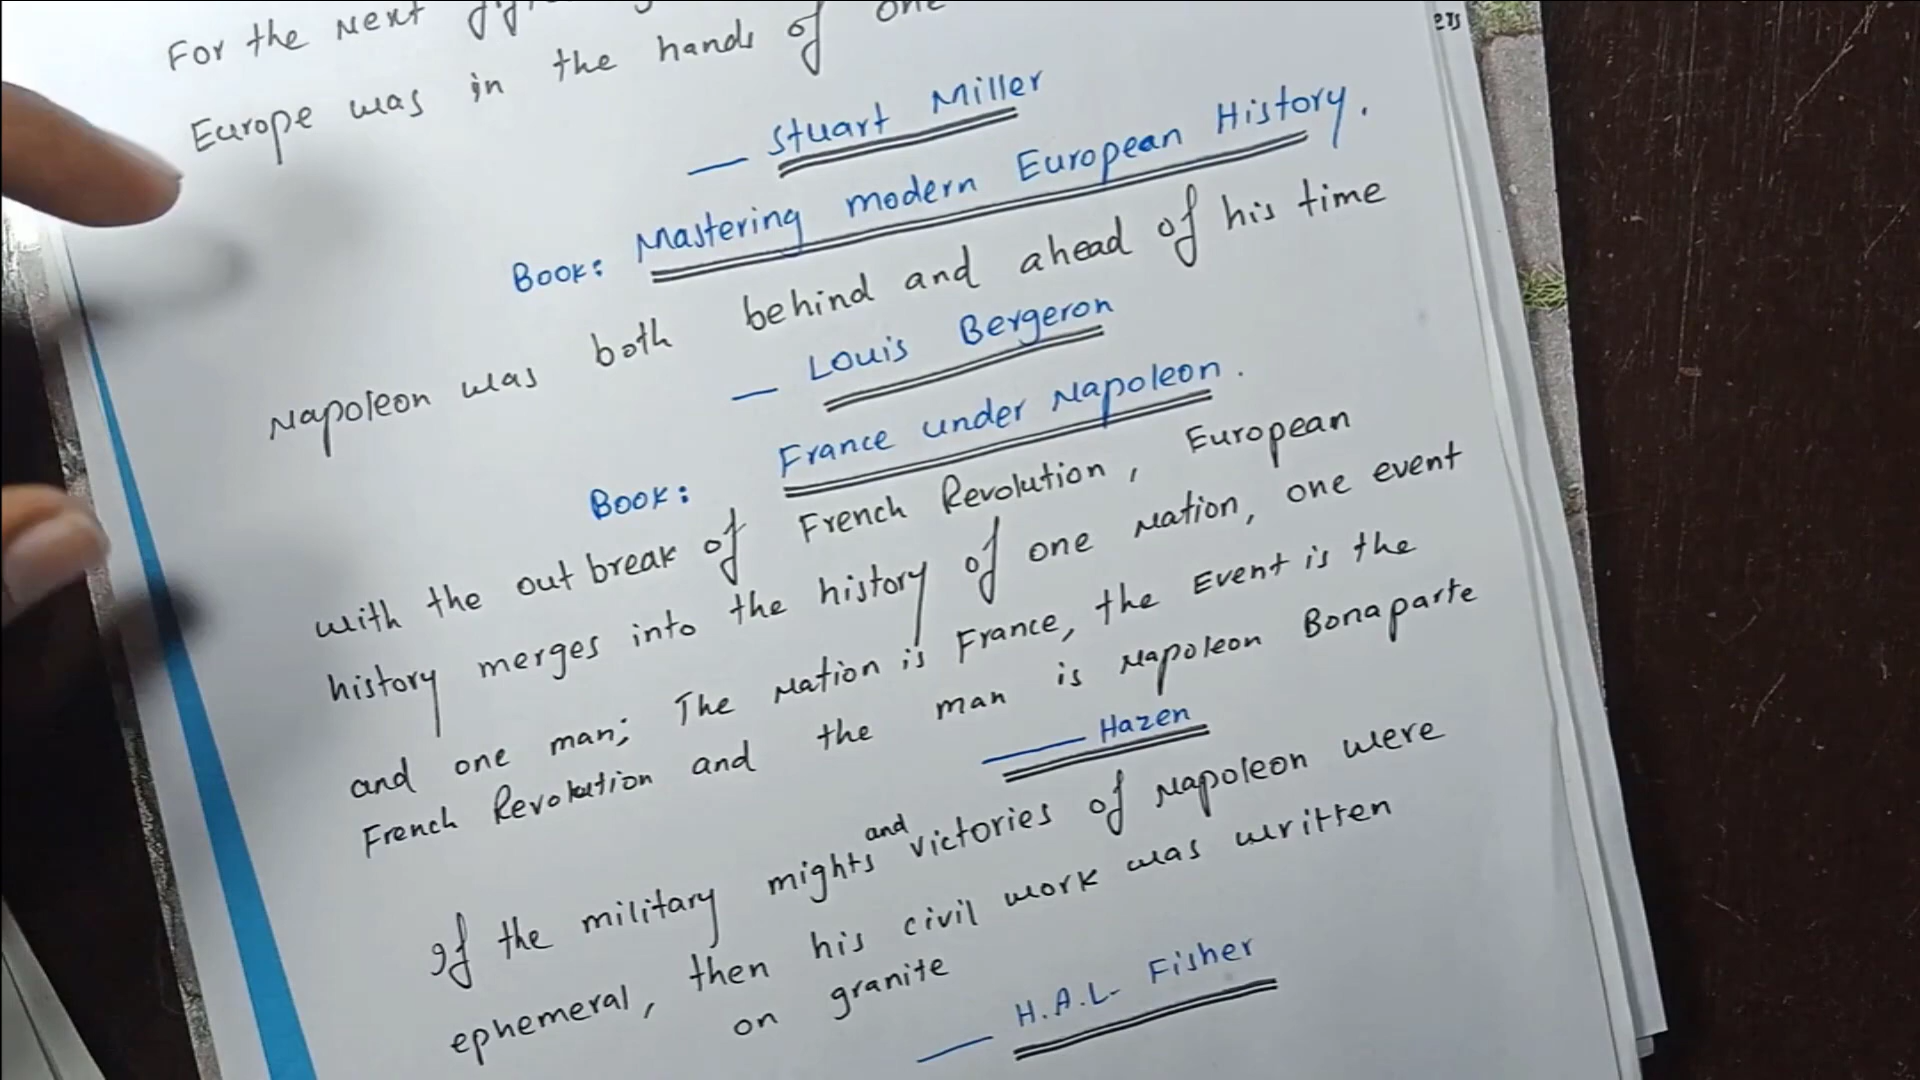 For the Next
Europe was in the hands of one
— Stuart Miller
Book: Mastering modern European History.
Napoleon was both behind and ahead of his time
— Louis Bergeron
Book: France under Napoleon.
with the out break of French Revolution, European
history merges into the history of one Nation, one event
and one man; The Nation is France, the Event is the
French Revolution and the man is Napoleon Bonaparte
— Hazen
If the military mights and victories of Napoleon were
ephemeral, then his civil work was written
on granite
— H.A.L- Fisher